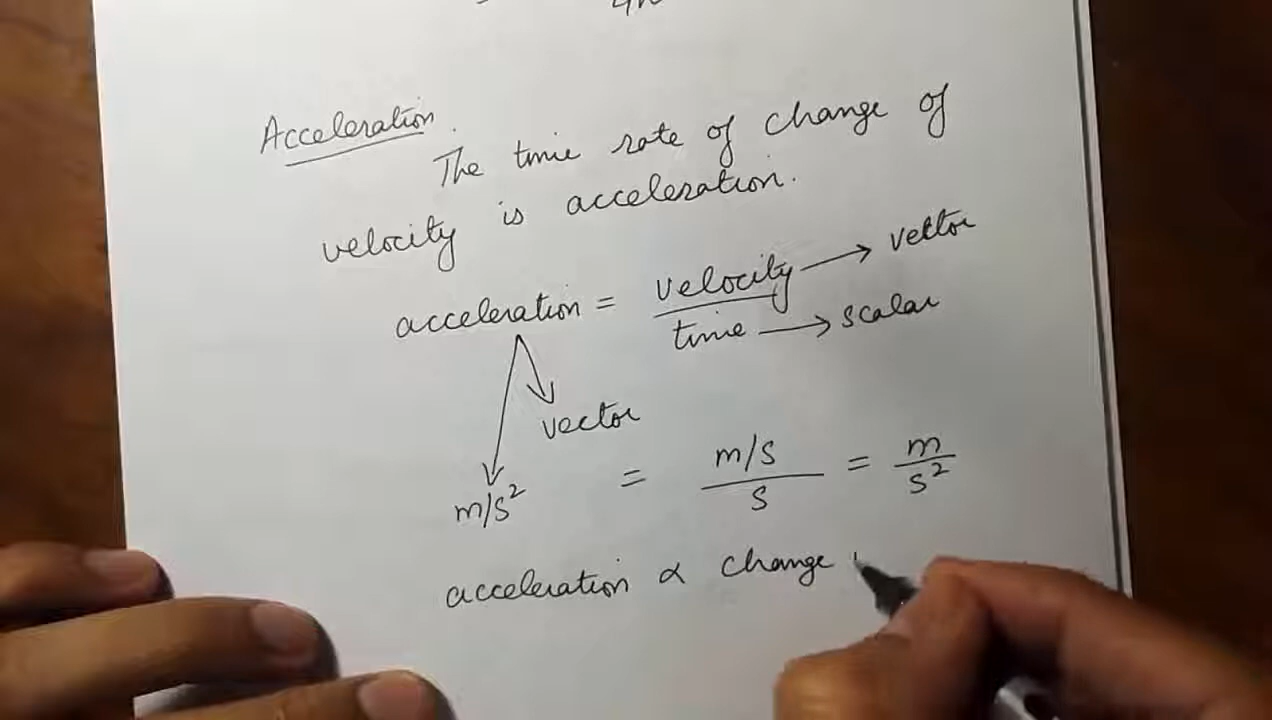 Acceleration.
The time rate of change of
velocity is acceleration.
acceleration = velocity → vector
time → scalar
vector
m/s² = m/s / s = m / s²
acceleration ∝ change